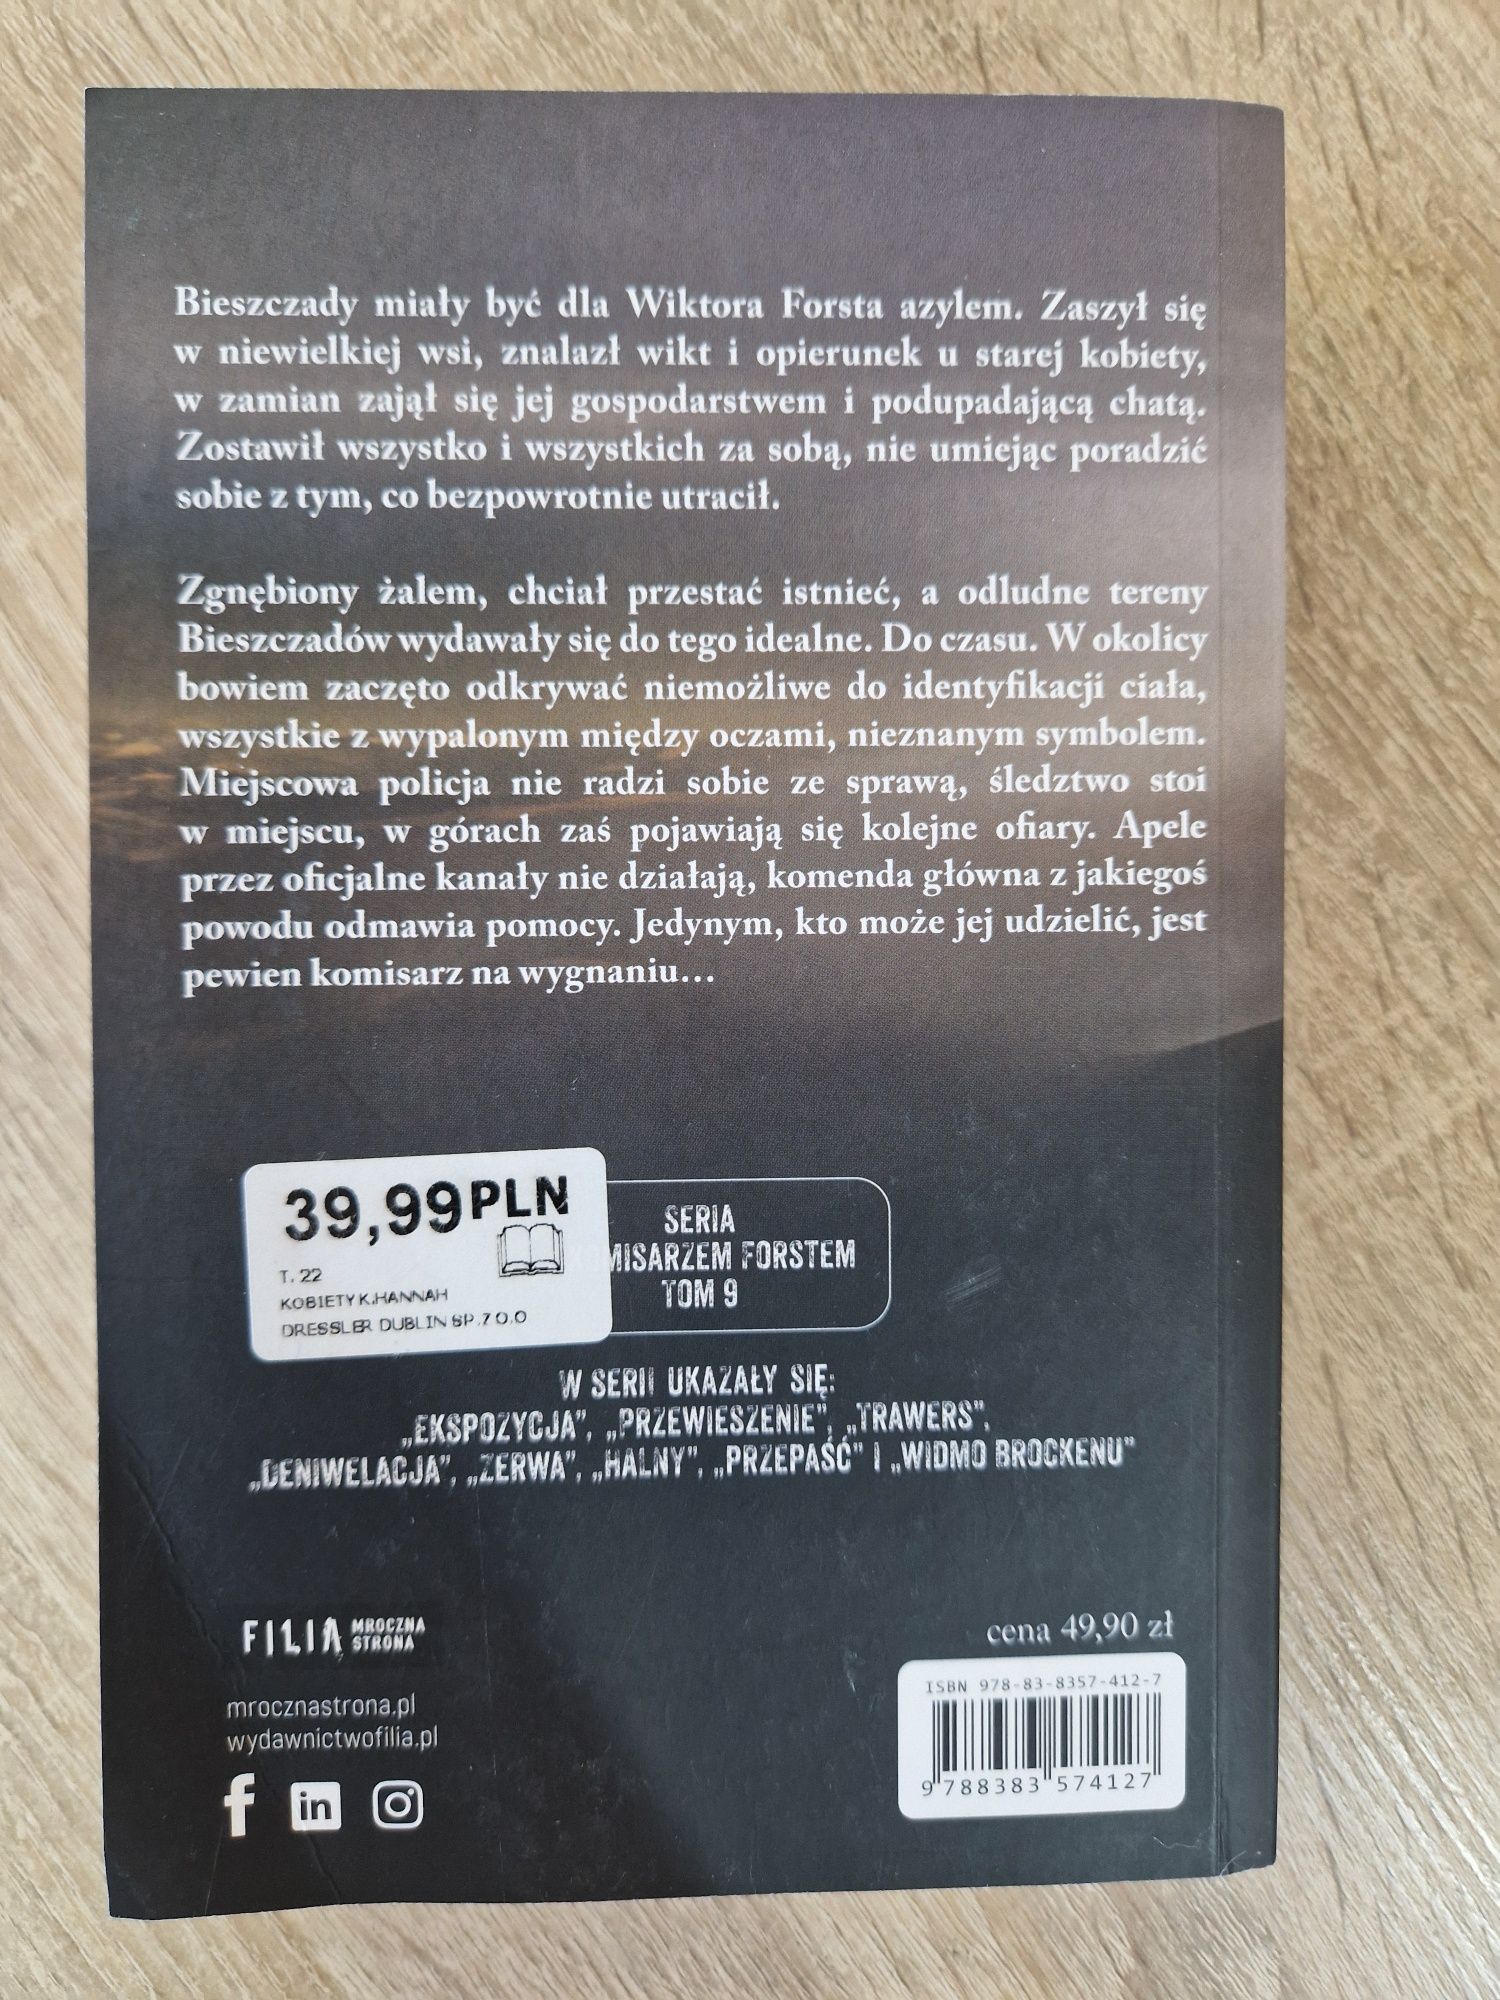 Bieszczady miały być dla Wiktora Forsta azylem. Zaszył się
w niewielkiej wsi, znalazł wikt i opierunek u starej kobiety,
w zamian zajął się jej gospodarstwem i podupadającą chatą.
Zostawił wszystko i wszystkich za sobą, nie umiejąc poradzić
sobie z tym, co bezpowrotnie utracił.
Zgnębiony żalem, chciał przestać istnieć, a odludne tereny
Bieszczadów wydawały się do tego idealne. Do czasu. W okolicy
bowiem zaczęto odkrywać niemożliwe do identyfikacji ciała,
wszystkie z wypalonym między oczami, nieznanym symbolem.
Miejscowa policja nie radzi sobie ze sprawą, śledztwo stoi
w miejscu, w górach zaś pojawiają się kolejne ofiary. Apele
przez oficjalne kanały nie działają, komenda główna z jakiegoś
powodu odmawia pomocy. Jedynym, kto może jej udzielić, jest
pewien komisarz na wygnaniu...
39,99 PLN
T. 22
KOBIETY K.HANNAH
DRESSLER DUBLIN SP.Z O.O
SERIA
MISARZEM FORSTEM
TOM 9
W SERII UKAZAŁY SIĘ:
„EKSPOZYCJA”, „PRZEWIESZENIE”, „TRAWERS”,
„DENIWELACJA”, „ZERWA”, „HALNY”, „PRZEPAŚĆ” I „WIDMO BROCKENU”
FILIA MROCZNA
STRONA
mrocznastrona.pl
wydawnictwofilia.pl
f in
cena 49,90 zł
ISBN 978-83-8357-412-7
9 788383 574127